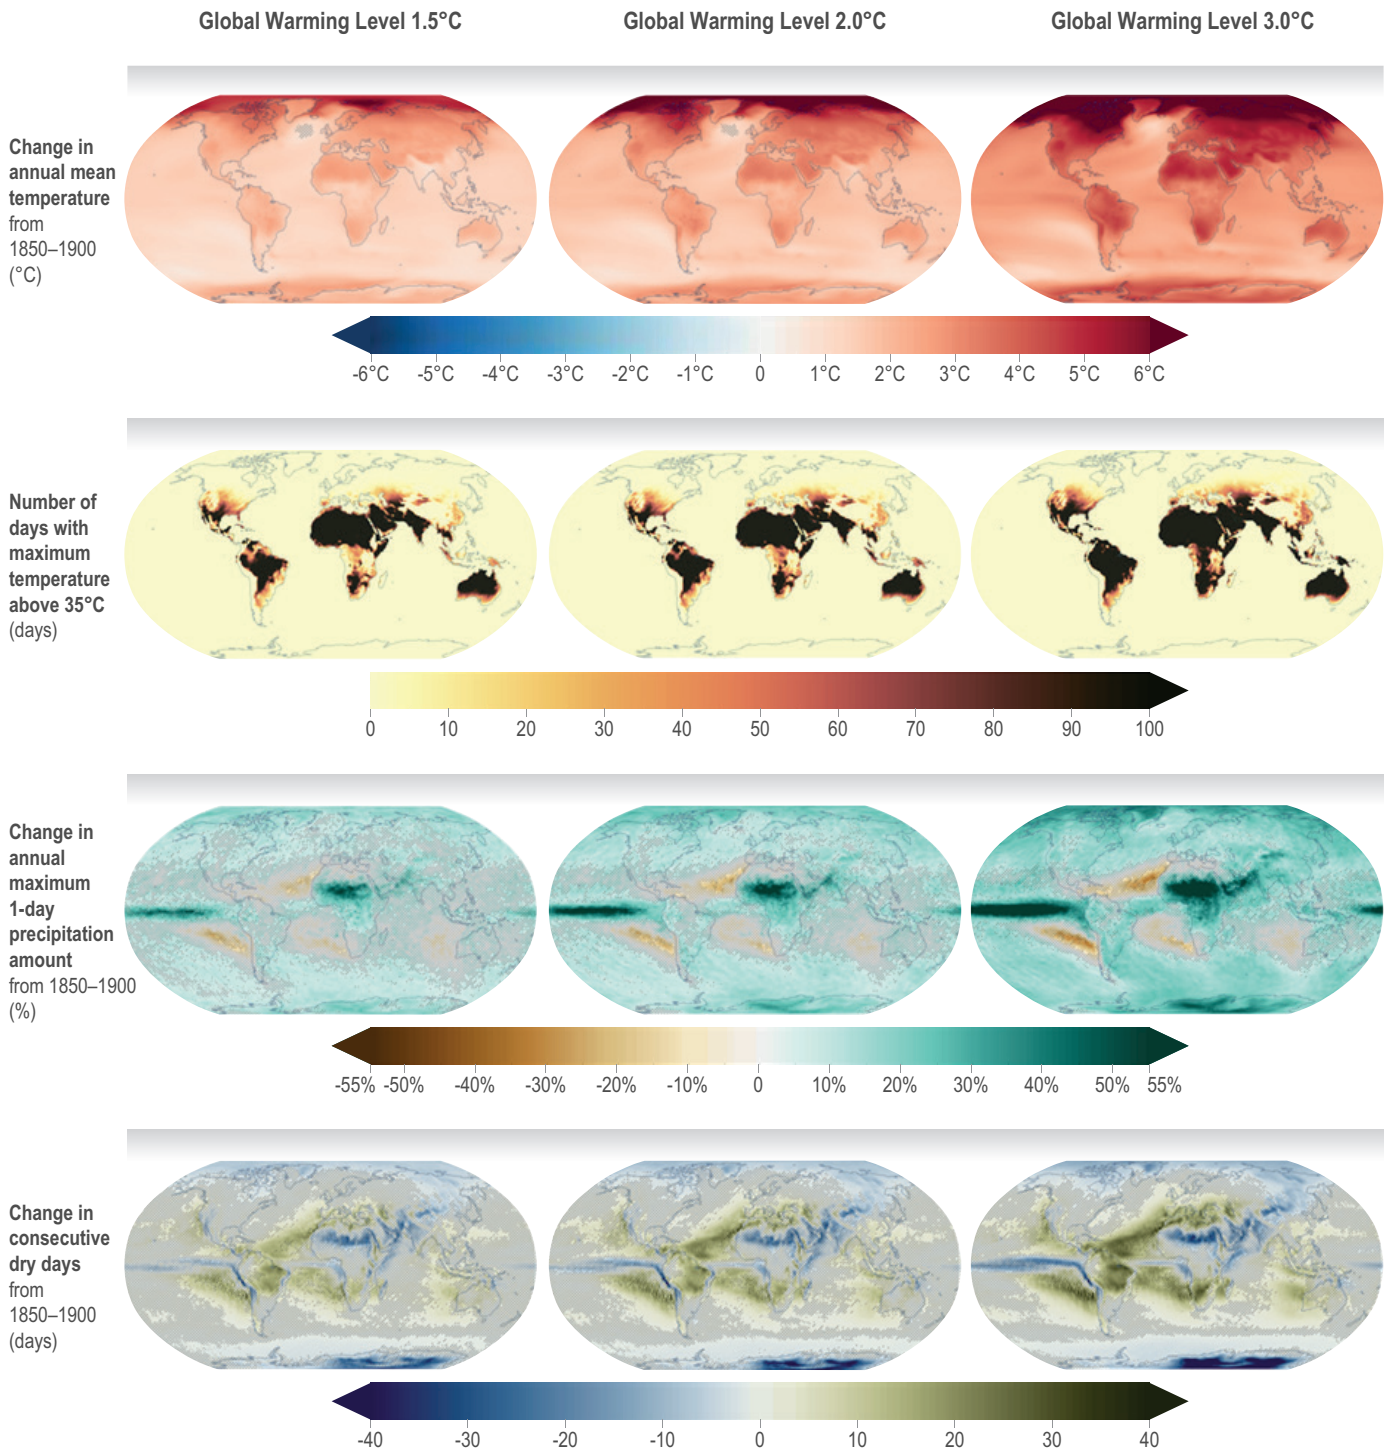 Global Warming Level 1.5°C
Global Warming Level 2.0°C
Global Warming Level 3.0°C
Change in
annual mean
temperature
from
1850–1900
(°C)
-6°C -5°C -4°C -3°C -2°C -1°C 0 1°C 2°C 3°C 4°C 5°C 6°C
Number of
days with
maximum
temperature
above 35°C
(days)
0 10 20 30 40 50 60 70 80 90 100
Change in
annual
maximum
1-day
precipitation
amount
from 1850–1900
(%)
-55% -50% -40% -30% -20% -10% 0 10% 20% 30% 40% 50% 55%
Change in
consecutive
dry days
from
1850–1900
(days)
-40 -30 -20 -10 0 10 20 30 40